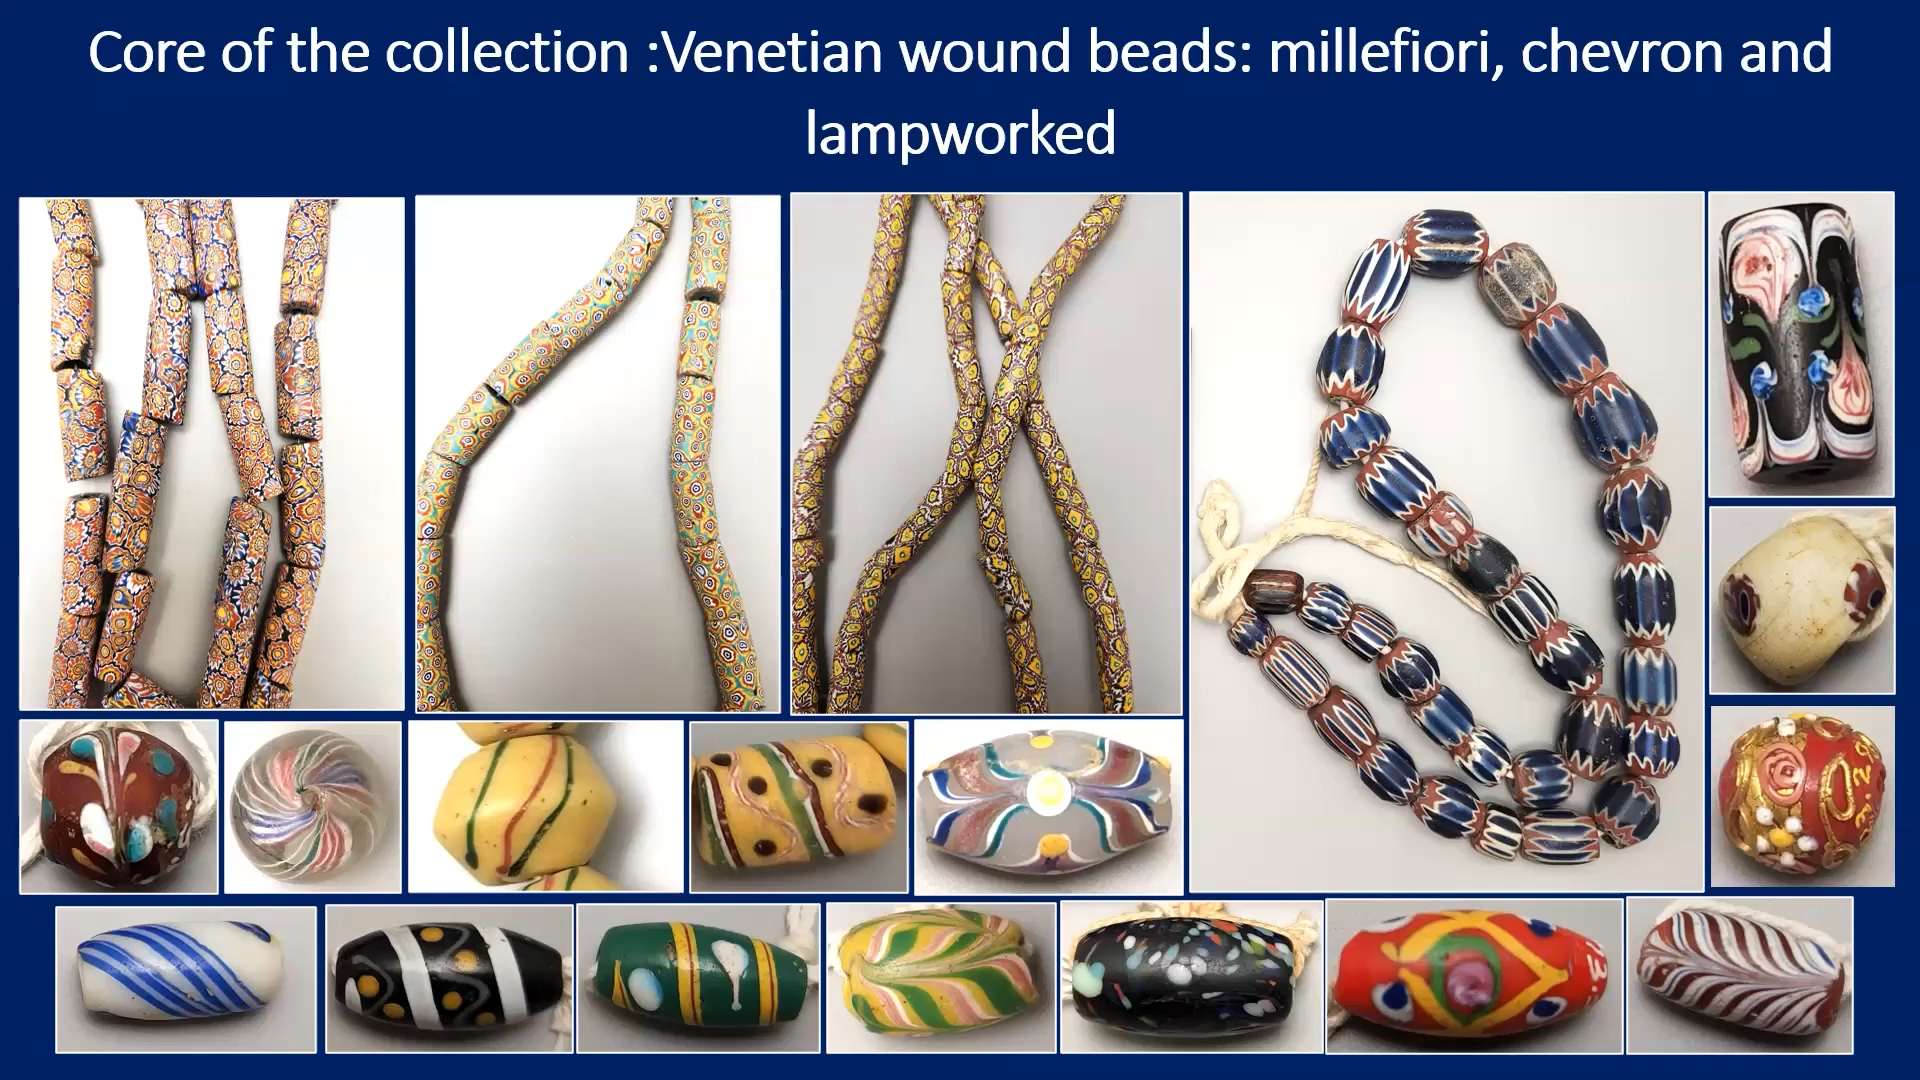 Core of the collection :Venetian wound beads: millefiori, chevron and
lampworked